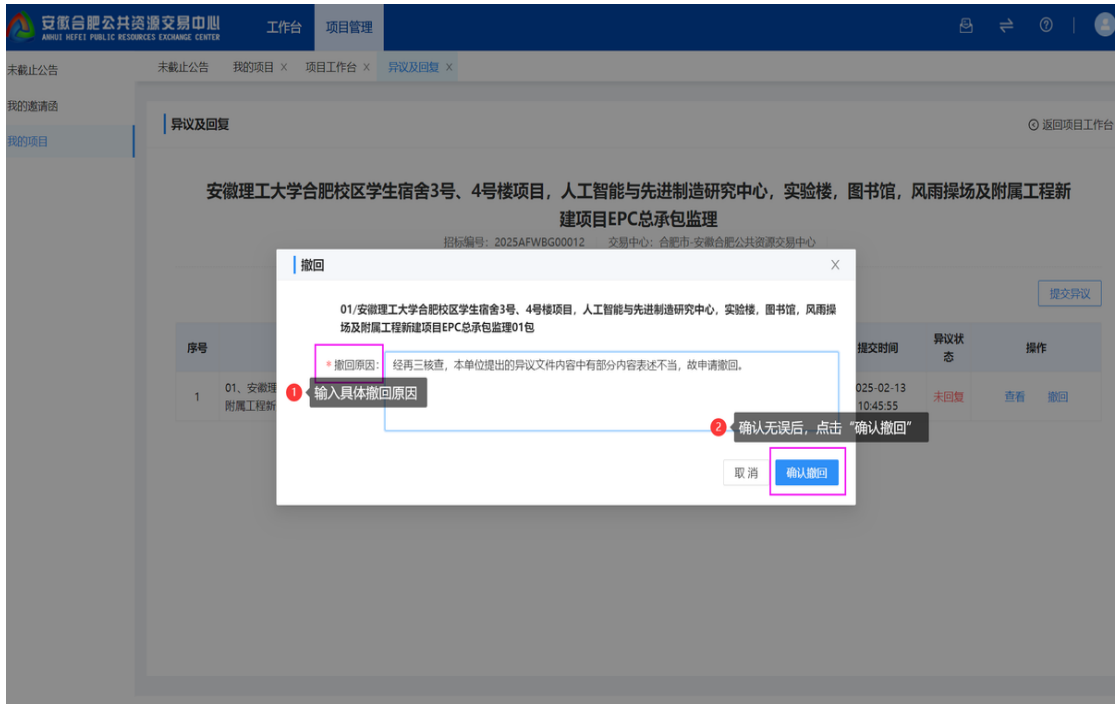 安徽合肥公共资源交易中心
ANHUI HEFEI PUBLIC RESOURCES EXCHANGE CENTER
工作台
项目管理
未截止公告
我的邀请函
我的项目
未截止公告
我的项目 ×
项目工作台 ×
异议及回复 ×
异议及回复
返回项目工作台
安徽理工大学合肥校区学生宿舍3号、4号楼项目，人工智能与先进制造研究中心，实验楼，图书馆，风雨操场及附属工程新
建项目EPC总承包监理
招标编号：2025AFWBG00012 交易中心：合肥市-安徽合肥公共资源交易中心
提交异议
序号
提交时间
异议状
态
操作
1
01、安徽理
附属工程新
025-02-13
10:45:55
未回复
查看
撤回
撤回
×
01/安徽理工大学合肥校区学生宿舍3号、4号楼项目，人工智能与先进制造研究中心，实验楼，图书馆，风雨操
场及附属工程新建项目EPC总承包监理01包
* 撤回原因：
经再三核查，本单位提出的异议文件内容中有部分内容表述不当，故申请撤回。
1 输入具体撤回原因
2 确认无误后，点击“确认撤回”
取消
确认撤回